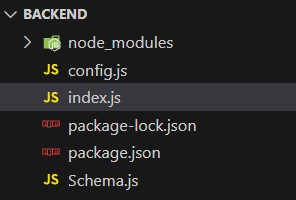 BACKEND
node_modules
JS config.js
JS index.js
package-lock.json
package.json
JS Schema.js